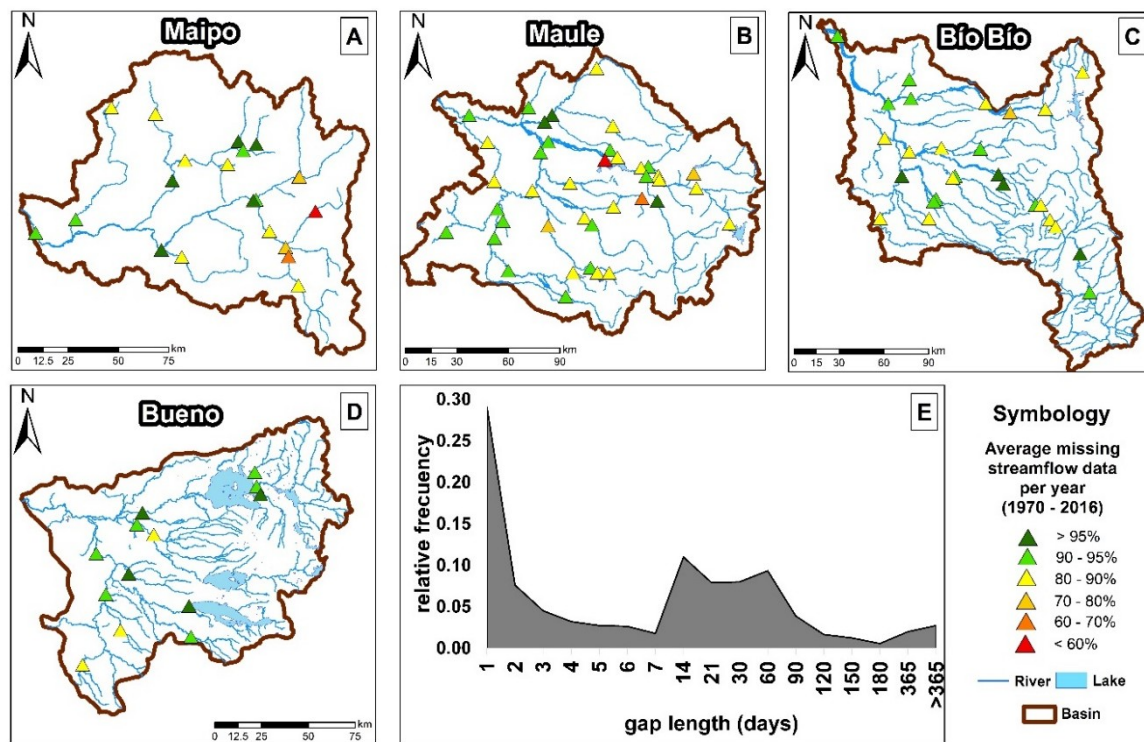 N
Maipo
A
km
0 12.5 25 50 75
N
Maule
B
km
0 15 30 60 90
N
Bío Bío
C
km
0 15 30 60 90
N
Bueno
D
km
0 12.5 25 50 75
E
relative frecuency
0.30
0.25
0.20
0.15
0.10
0.05
0.00
1 2 3 4 5 6 7 14 21 30 60 90 120 150 180 365 >365
gap length (days)
Symbology
Average missing
streamflow data
per year
(1970 - 2016)
> 95%
90 - 95%
80 - 90%
70 - 80%
60 - 70%
< 60%
River Lake
Basin